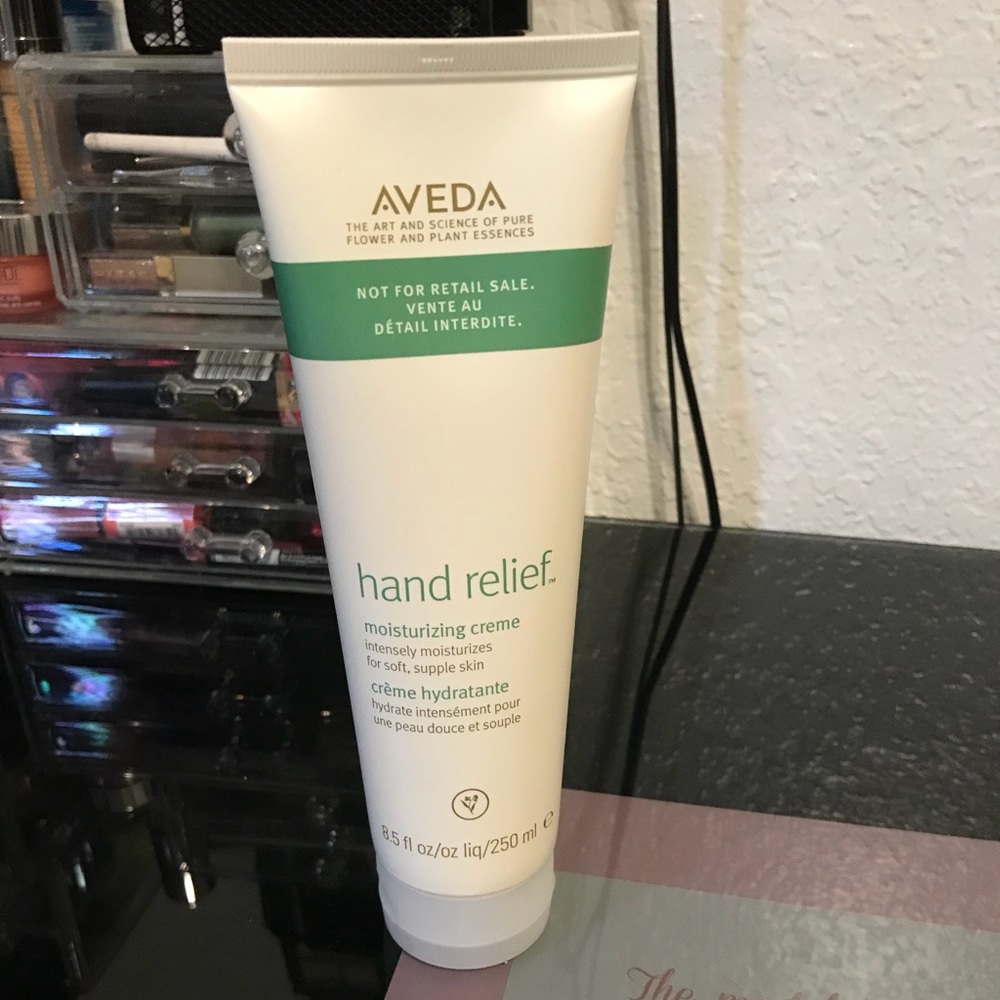 AVEDA
THE ART AND SCIENCE OF PURE
FLOWER AND PLANT ESSENCES
NOT FOR RETAIL SALE.
VENTE AU
DÉTAIL INTERDITE.
hand relief™
moisturizing creme
intensely moisturizes
for soft, supple skin
crème hydratante
hydrate intensément pour
une peau douce et souple
8.5 fl oz/oz liq/250 ml ℮
The